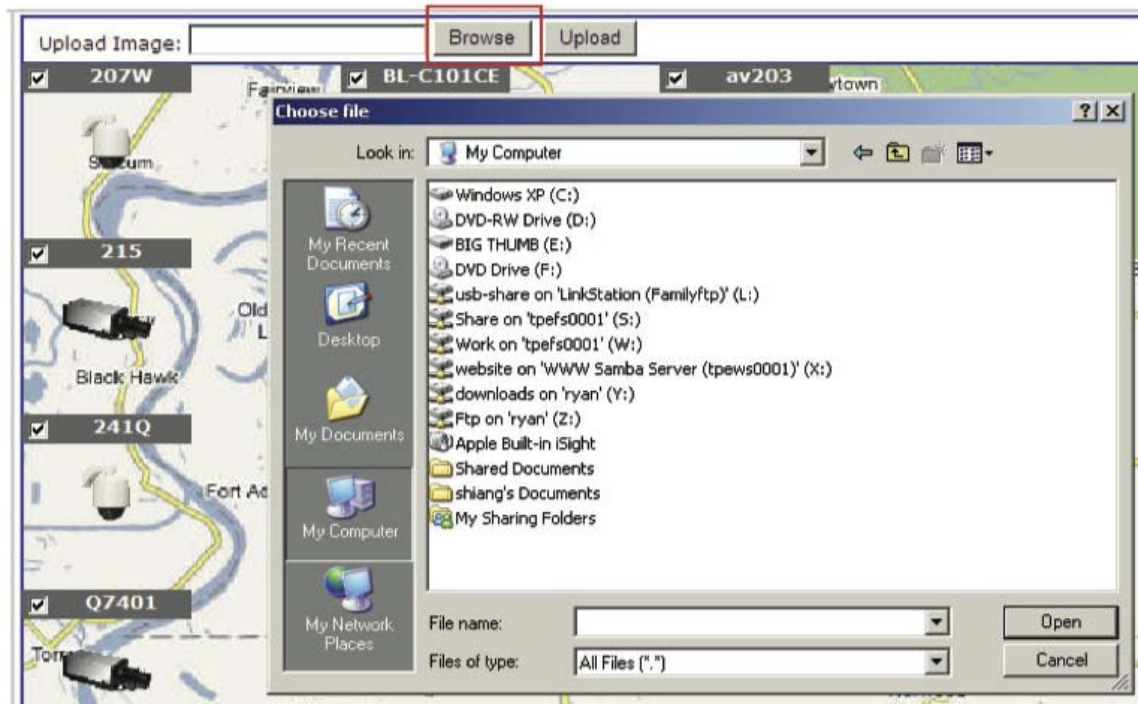 Upload Image: Browse Upload
207W
BL-C101CE
av203
Choose file
Look in: My Computer
My Recent Documents
Desktop
My Documents
My Computer
My Network Places
Windows XP (C:)
DVD-RW Drive (D:)
BIG THUMB (E:)
DVD Drive (F:)
usb-share on 'LinkStation (Familyftp)' (L:)
Share on 'tpefs0001' (S:)
Work on 'tpefs0001' (W:)
website on 'WWW Samba Server (tpews0001)' (X:)
downloads on 'ryan' (Y:)
Ftp on 'ryan' (Z:)
Apple Built-in iSight
Shared Documents
shiang's Documents
My Sharing Folders
File name:
Open
Files of type: All Files (*.*)
Cancel
215
Old
Black Hawk
241Q
Fort Ad
Q7401